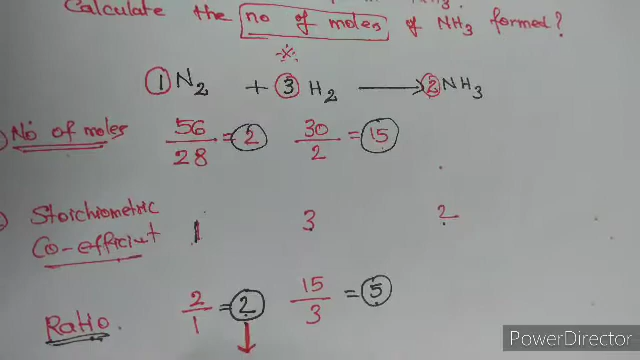 Calculate the no of moles of NH3 formed?
1 N2 + 3 H2 → 2 NH3
No of moles 56/28 = 2 30/2 = 15
Stoichiometric Co-efficient 1 3 2
Ratio. 2/1 = 2 15/3 = 5
PowerDirector